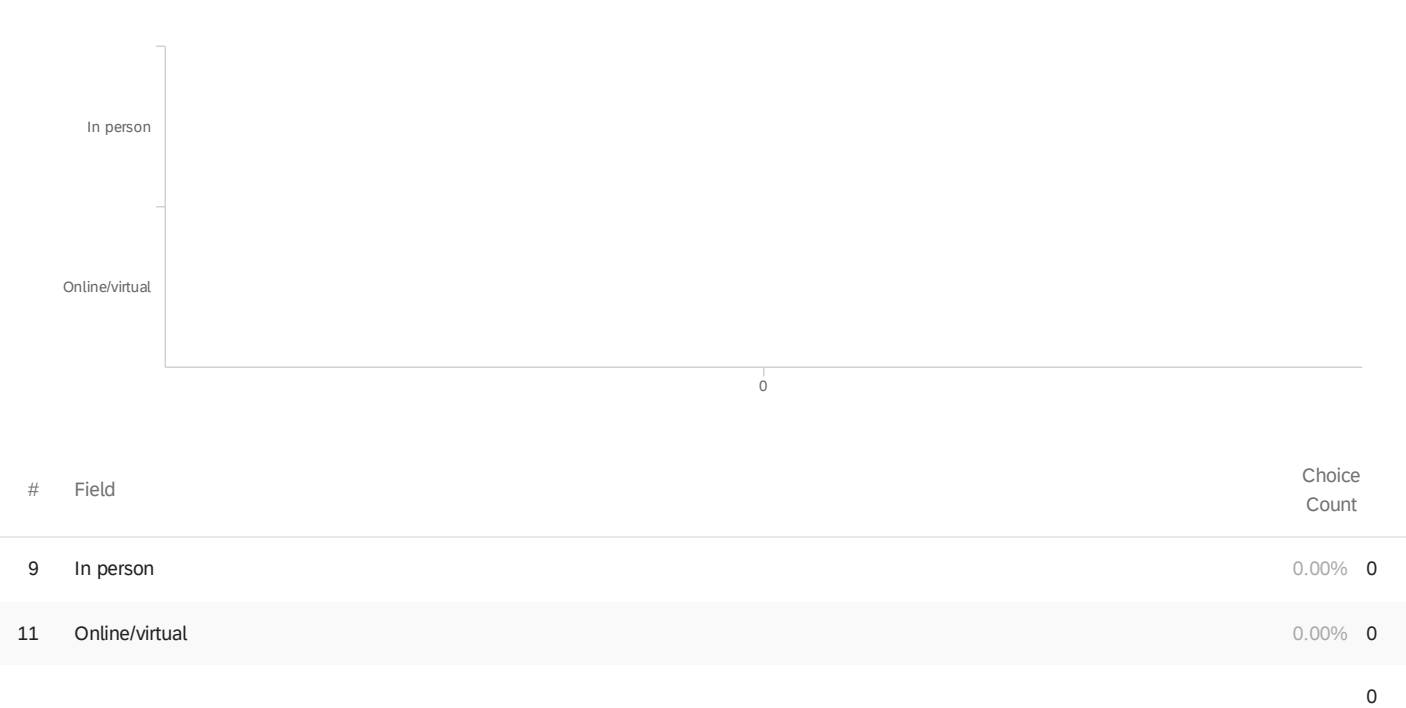 In person
Online/virtual
0
# Field Choice Count
9 In person 0.00% 0
11 Online/virtual 0.00% 0
0